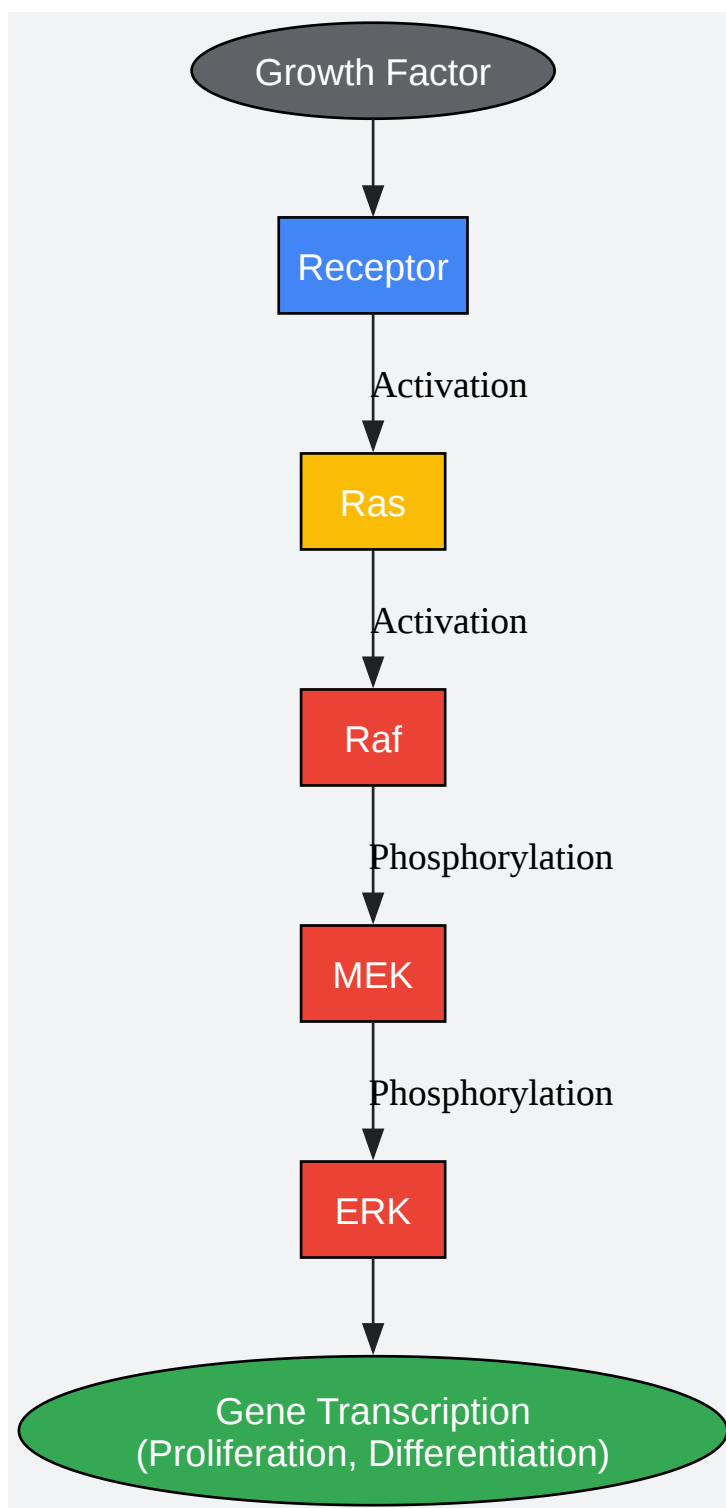 Growth Factor
Receptor
Activation
Ras
Activation
Raf
Phosphorylation
MEK
Phosphorylation
ERK
Gene Transcription
(Proliferation, Differentiation)